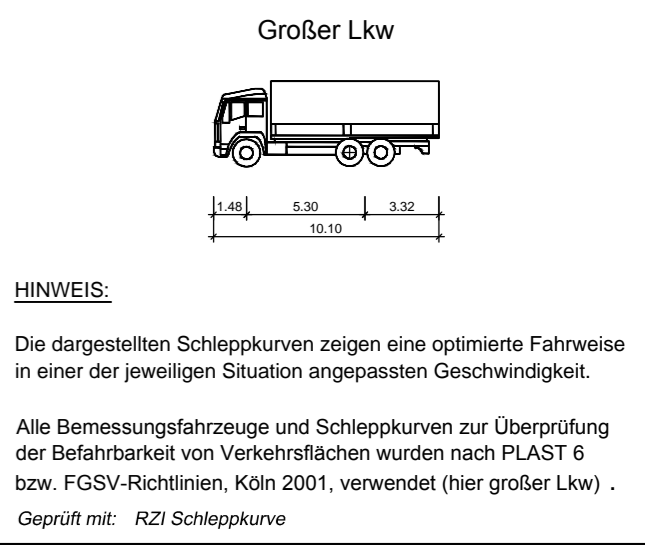 Großer Lkw
1.48 5.30 3.32
10.10
HINWEIS:
Die dargestellten Schleppkurven zeigen eine optimierte Fahrweise
in einer der jeweiligen Situation angepassten Geschwindigkeit.
Alle Bemessungsfahrzeuge und Schleppkurven zur Überprüfung
der Befahrbarkeit von Verkehrsflächen wurden nach PLAST 6
bzw. FGSV-Richtlinien, Köln 2001, verwendet (hier großer Lkw) .
Geprüft mit: RZI Schleppkurve